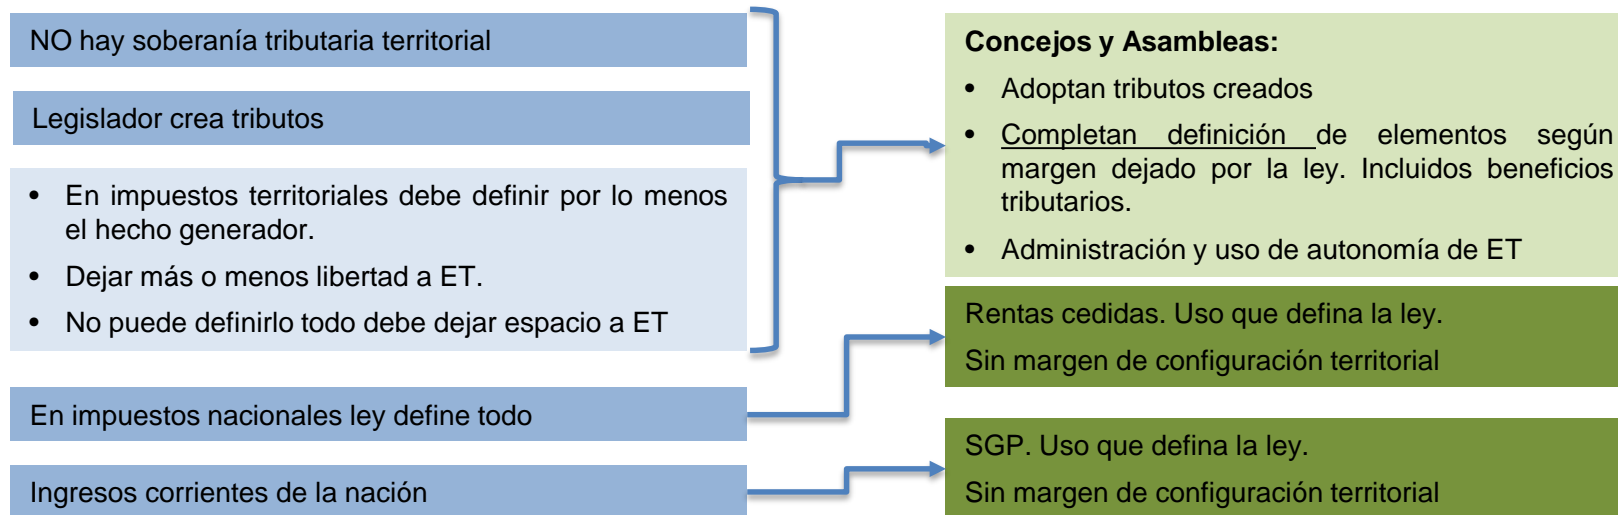 NO hay soberanía tributaria territorial
Legislador crea tributos
• En impuestos territoriales debe definir por lo menos
el hecho generador.
• Dejar más o menos libertad a ET.
• No puede definirlo todo debe dejar espacio a ET
En impuestos nacionales ley define todo
Ingresos corrientes de la nación
Concejos y Asambleas:
• Adoptan tributos creados
• Completan definición de elementos según
margen dejado por la ley. Incluidos beneficios
tributarios.
• Administración y uso de autonomía de ET
Rentas cedidas. Uso que defina la ley.
Sin margen de configuración territorial
SGP. Uso que defina la ley.
Sin margen de configuración territorial